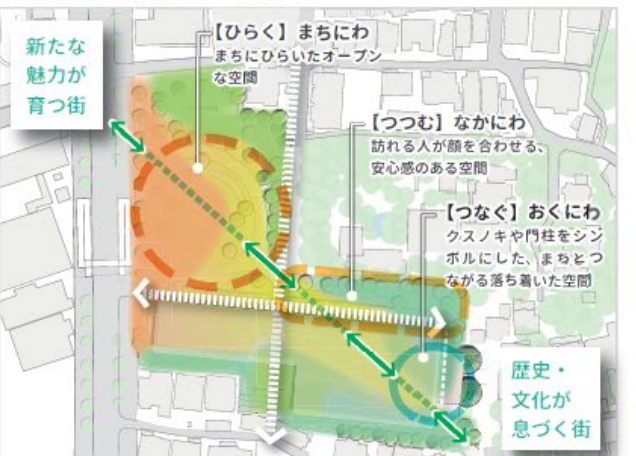 新たな
魅力が
育つ街
【ひらく】まちにわ
まちにひらいたオープン
な空間
【つつむ】なかにわ
訪れる人が顔を合わせる、
安心感のある空間
【つなぐ】おくにわ
クスノキや門柱をシン
ボルにした、まちとつ
ながる落ち着いた空間
歴史・
文化が
息づく街